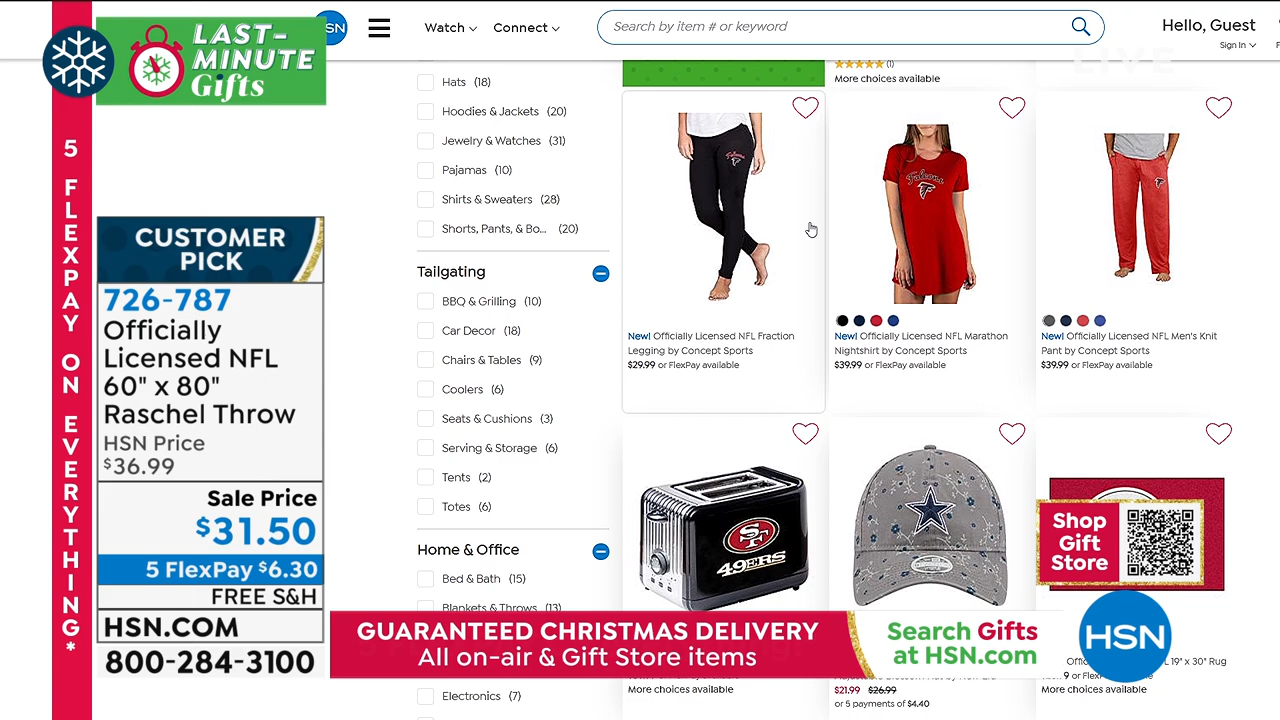 LAST-
MINUTE
Gifts
HSN
Watch
Connect
Search by item # or keyword
Hello, Guest
Sign In
LIVE
5 FLEXPAY ON EVERYTHING*
CUSTOMER
PICK
726-787
Officially
Licensed NFL
60" x 80"
Raschel Throw
HSN Price
$36.99
Sale Price
$31.50
5 FlexPay $6.30
FREE S&H
HSN.COM
800-284-3100
Hats (18)
Hoodies & Jackets (20)
Jewelry & Watches (31)
Pajamas (10)
Shirts & Sweaters (28)
Shorts, Pants, & Bo... (20)
Tailgating
BBQ & Grilling (10)
Car Decor (18)
Chairs & Tables (9)
Coolers (6)
Seats & Cushions (3)
Serving & Storage (6)
Tents (2)
Totes
Home & Office
Bed & Bath (15)
Blankets & Throws (13)
Electronics (7)
(1)
More choices available
Falcons
New! Officially Licensed NFL Fraction
Legging by Concept Sports
$29.99 or FlexPay available
Falcons
New! Officially Licensed NFL Marathon
Nightshirt by Concept Sports
$39.99 or FlexPay available
New! Officially Licensed NFL Men's Knit
Pant by Concept Sports
$39.99 or FlexPay available
SF
49ERS
More choices available
$21.99 $26.99
or 5 payments of $4.40
Shop
Gift
Store
GUARANTEED CHRISTMAS DELIVERY
All on-air & Gift Store items
Search Gifts
at HSN.com
HSN
19" x 30" Rug
More choices available